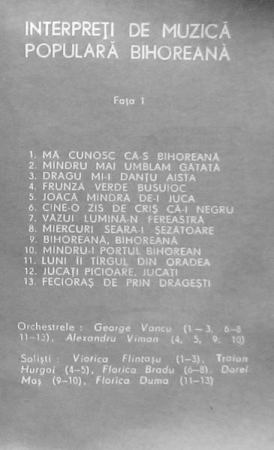 INTERPREȚI DE MUZICĂ
POPULARĂ BIHOREANĂ
Fața 1
1. MĂ CUNOSC CĂ-S BIHOREANĂ
2. MÎNDRU MAI UMBLAM GĂTATĂ
3. DRAGU MI-I DANȚU AISTA
4. FRUNZĂ VERDE BUSUIOC
5. JOACĂ MÎNDRA DE-I JUCA
6. CINE-O ZIS DE CRIȘ CĂ-I NEGRU
7. VĂZUI LUMINĂ-N FEREASTRĂ
8. MIERCURI SEARA-I ȘEZĂTOARE
9. BIHOREANĂ, BIHOREANĂ
10. MÎNDRU-I PORTUL BIHOREAN
11. LUNI ÎI TÎRGUL DIN ORADEA
12. JUCAȚI PICIOARE, JUCAȚI
13. FECIORAȘ DE PRIN DRĂGEȘTI
Orchestrele: George Vancu (1—3, 6—8
11—13), Alexandru Viman (4, 5, 9, 10)
Soliști: Viorica Flintașu (1—3), Traian
Hurgoi (4—5), Florica Bradu (6—8), Dorel
Moș (9—10), Florica Duma (11—13)